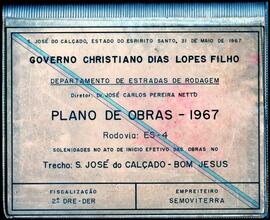 S. JOSÉ DO CALÇADO, ESTADO DO ESPIRITO SANTO, 31 DE MAIO DE 1967
GOVERNO CHRISTIANO DIAS LOPES FILHO
DEPARTAMENTO DE ESTRADAS DE RODAGEM
Diretor: Dr. JOSÉ CARLOS PEREIRA NETTO
PLANO DE OBRAS - 1967
Rodovia: ES-4
SOLENIDADES NO ATO DE INICIO EFETIVO DAS OBRAS NO
Trecho: S. JOSÉ do CALÇADO - BOM JESUS
FISCALIZAÇÃO
2ª DRE-DER
EMPREITEIRO
SEMOVITERRA